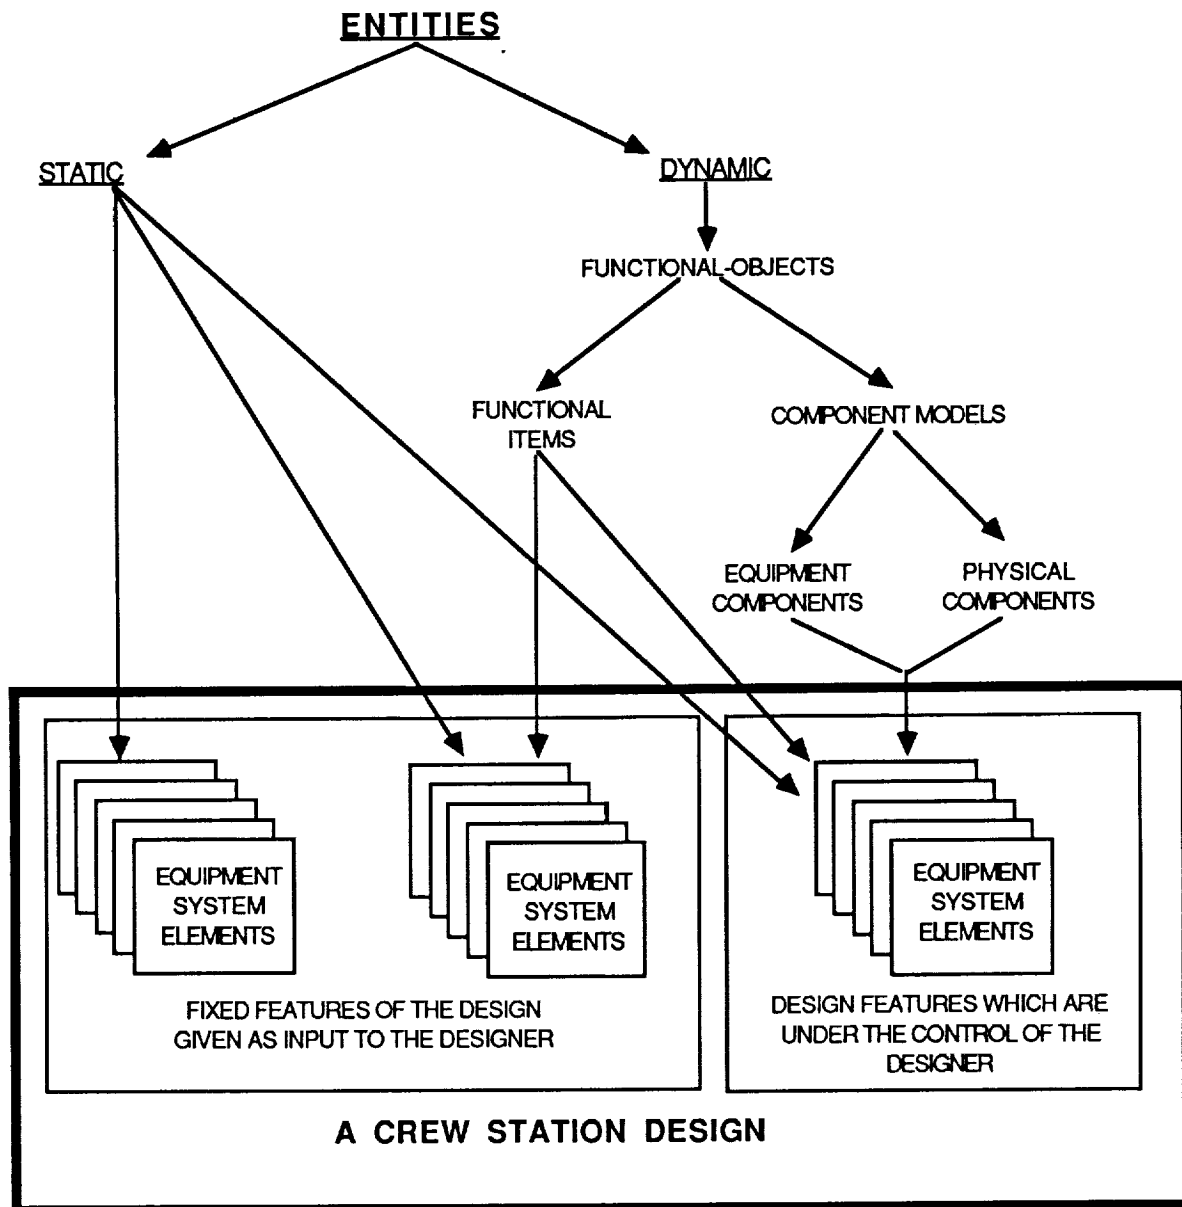 ENTITIES
STATIC
DYNAMIC
FUNCTIONAL-OBJECTS
FUNCTIONAL
ITEMS
COMPONENT MODELS
EQUIPMENT
COMPONENTS
PHYSICAL
COMPONENTS
EQUIPMENT
SYSTEM
ELEMENTS
EQUIPMENT
SYSTEM
ELEMENTS
EQUIPMENT
SYSTEM
ELEMENTS
FIXED FEATURES OF THE DESIGN
GIVEN AS INPUT TO THE DESIGNER
DESIGN FEATURES WHICH ARE
UNDER THE CONTROL OF THE
DESIGNER
A CREW STATION DESIGN